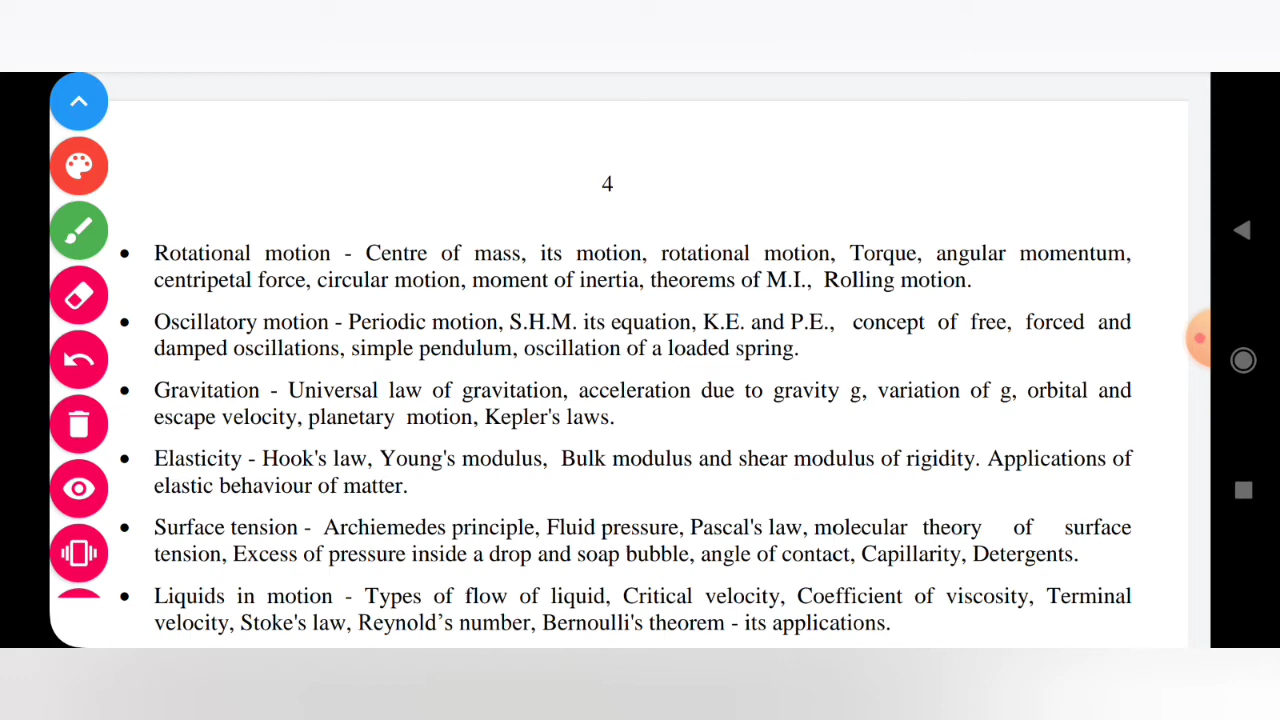 4
• Rotational motion - Centre of mass, its motion, rotational motion, Torque, angular momentum,
centripetal force, circular motion, moment of inertia, theorems of M.I., Rolling motion.
• Oscillatory motion - Periodic motion, S.H.M. its equation, K.E. and P.E., concept of free, forced and
damped oscillations, simple pendulum, oscillation of a loaded spring.
• Gravitation - Universal law of gravitation, acceleration due to gravity g, variation of g, orbital and
escape velocity, planetary motion, Kepler's laws.
• Elasticity - Hook's law, Young's modulus, Bulk modulus and shear modulus of rigidity. Applications of
elastic behaviour of matter.
• Surface tension - Archiemedes principle, Fluid pressure, Pascal's law, molecular theory of surface
tension, Excess of pressure inside a drop and soap bubble, angle of contact, Capillarity, Detergents.
• Liquids in motion - Types of flow of liquid, Critical velocity, Coefficient of viscosity, Terminal
velocity, Stoke's law, Reynold’s number, Bernoulli's theorem - its applications.